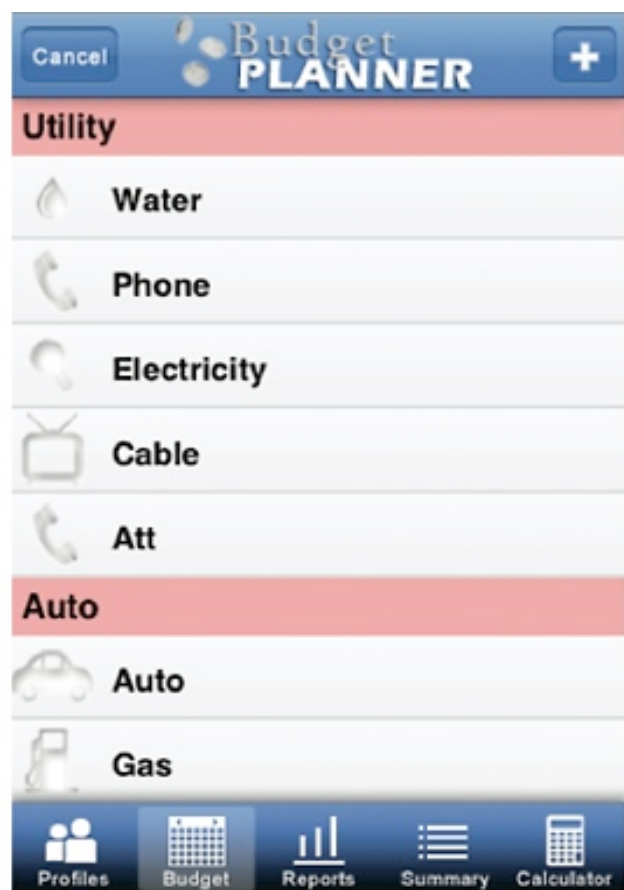 Cancel
Budget
PLANNER
+
Utility
Water
Phone
Electricity
Cable
Att
Auto
Auto
Gas
Profiles Budget Reports Summary Calculator